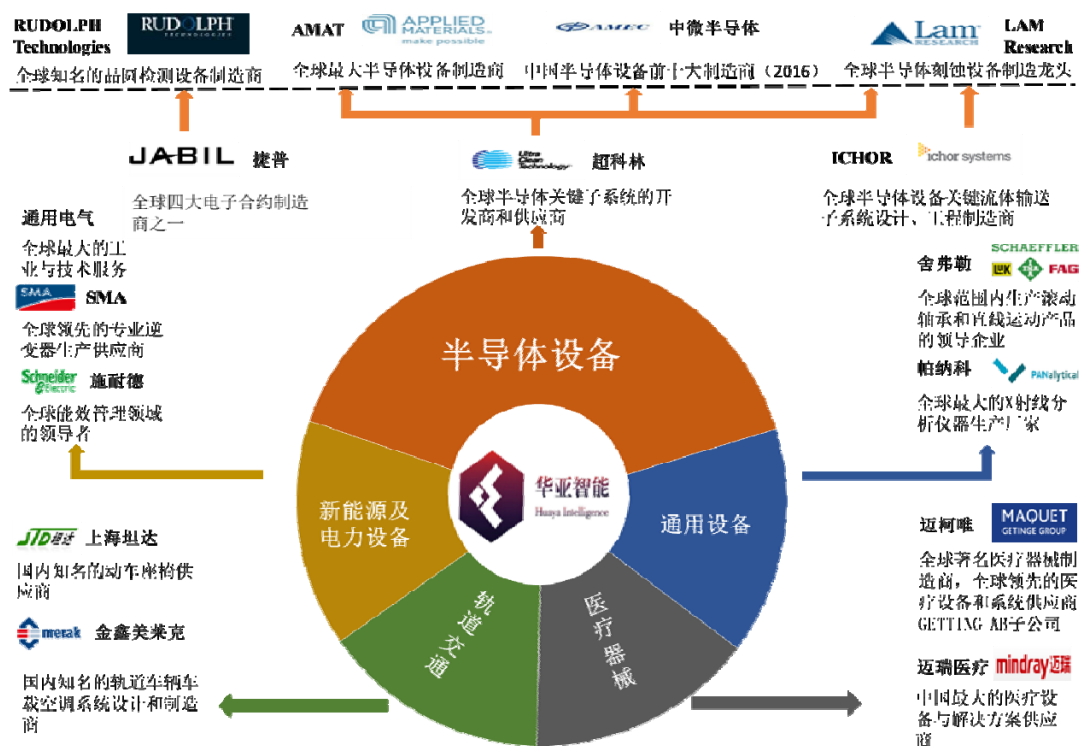 RUDOLPH
Technologies
RUDOLPH
TECHNOLOGIES
全球知名的晶圆检测设备制造商
AMAT
APPLIED
MATERIALS
make possible
全球最大半导体设备制造商
AMEC
中微半导体
中国半导体设备前十大制造商（2016）
Lam
RESEARCH
LAM
Research
全球半导体刻蚀设备制造龙头
JABIL 捷普
全球四大电子合约制造
商之一
Ultra
Clean
Technology
超科林
全球半导体关键子系统的开
发商和供应商
ICHOR
ichor systems
全球半导体设备关键流体输送
子系统设计、工程制造商
通用电气
全球最大的工
业与技术服务
SMA
SMA
全球领先的专业逆
变器生产供应商
Schneider
Electric
施耐德
全球能效管理领域
的领导者
舍弗勒
SCHAEFFLER
LuK
INA
FAG
全球范围内生产滚动
轴承和直线运动产品
的领导企业
帕纳科
PANalytical
全球最大的X射线分
析仪器生产厂家
半导体设备
新能源及
电力设备
华亚智能
Huaya Intelligence
通用设备
轨道交通
医疗器械
JTD坦达 上海坦达
国内知名的动车座椅供
应商
merak 金鑫美莱克
国内知名的轨道车辆车
载空调系统设计和制造
商
迈柯唯
MAQUET
GETINGE GROUP
全球著名医疗器械制
造商，全球领先的医
疗设备和系统供应商
GETTING AB子公司
迈瑞医疗 mindray迈瑞
中国最大的医疗设
备与解决方案供应
商